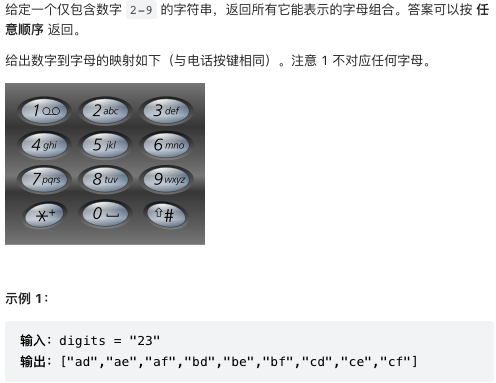 给定一个仅包含数字 2-9 的字符串，返回所有它能表示的字母组合。答案可以按 任
意顺序 返回。
给出数字到字母的映射如下（与电话按键相同）。注意 1 不对应任何字母。
1 2 abc 3 def
4 ghi 5 jkl 6 mno
7 pqrs 8 tuv 9 wxyz
*+ 0 ⇧#
示例 1：
输入：digits = "23"
输出：["ad","ae","af","bd","be","bf","cd","ce","cf"]